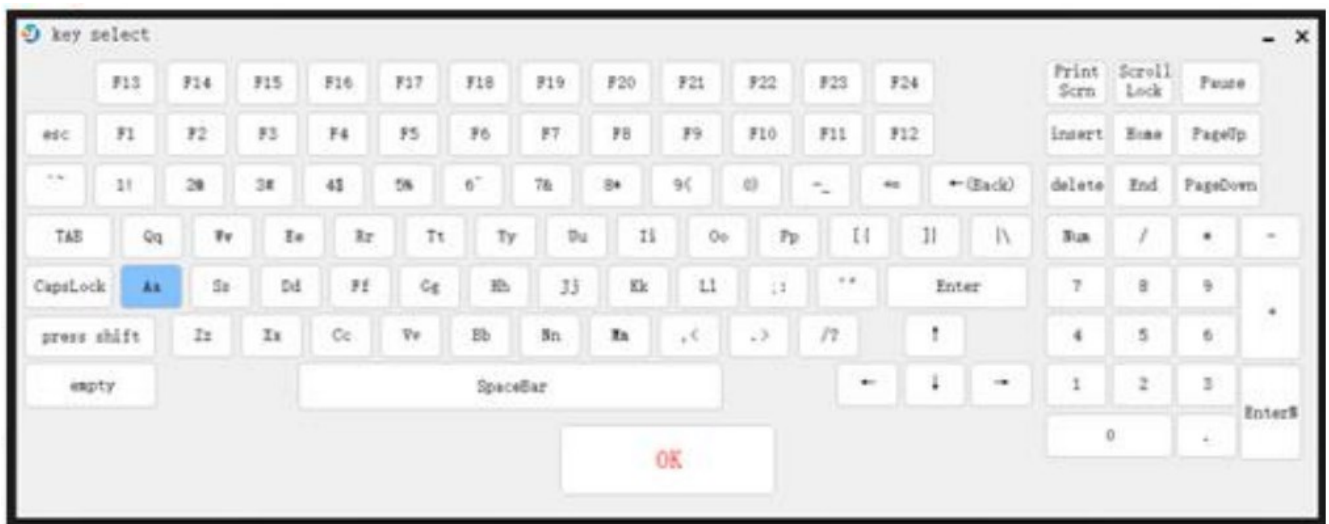 key select
F13 F14 F15 F16 F17 F18 F19 F20 F21 F22 F23 F24 Print Scrn Scroll Lock Pause
esc F1 F2 F3 F4 F5 F6 F7 F8 F9 F10 F11 F12 insert Home PageUp
`~ 1! 2@ 3# 4$ 5% 6^ 7& 8* 9( 0) -_ += ←(Back) delete End PageDown
TAB Qq Ww Ee Rr Tt Yy Uu Ii Oo Pp [{ ]} |\ Num / * -
CapsLock Aa Ss Dd Ff Gg Hh Jj Kk Ll ;: '" Enter 7 8 9 +
press shift Zz Xx Cc Vv Bb Nn Mm ,< .> /? ↑ 4 5 6
empty SpaceBar ← ↓ → 1 2 3 EnterN
0 .
OK